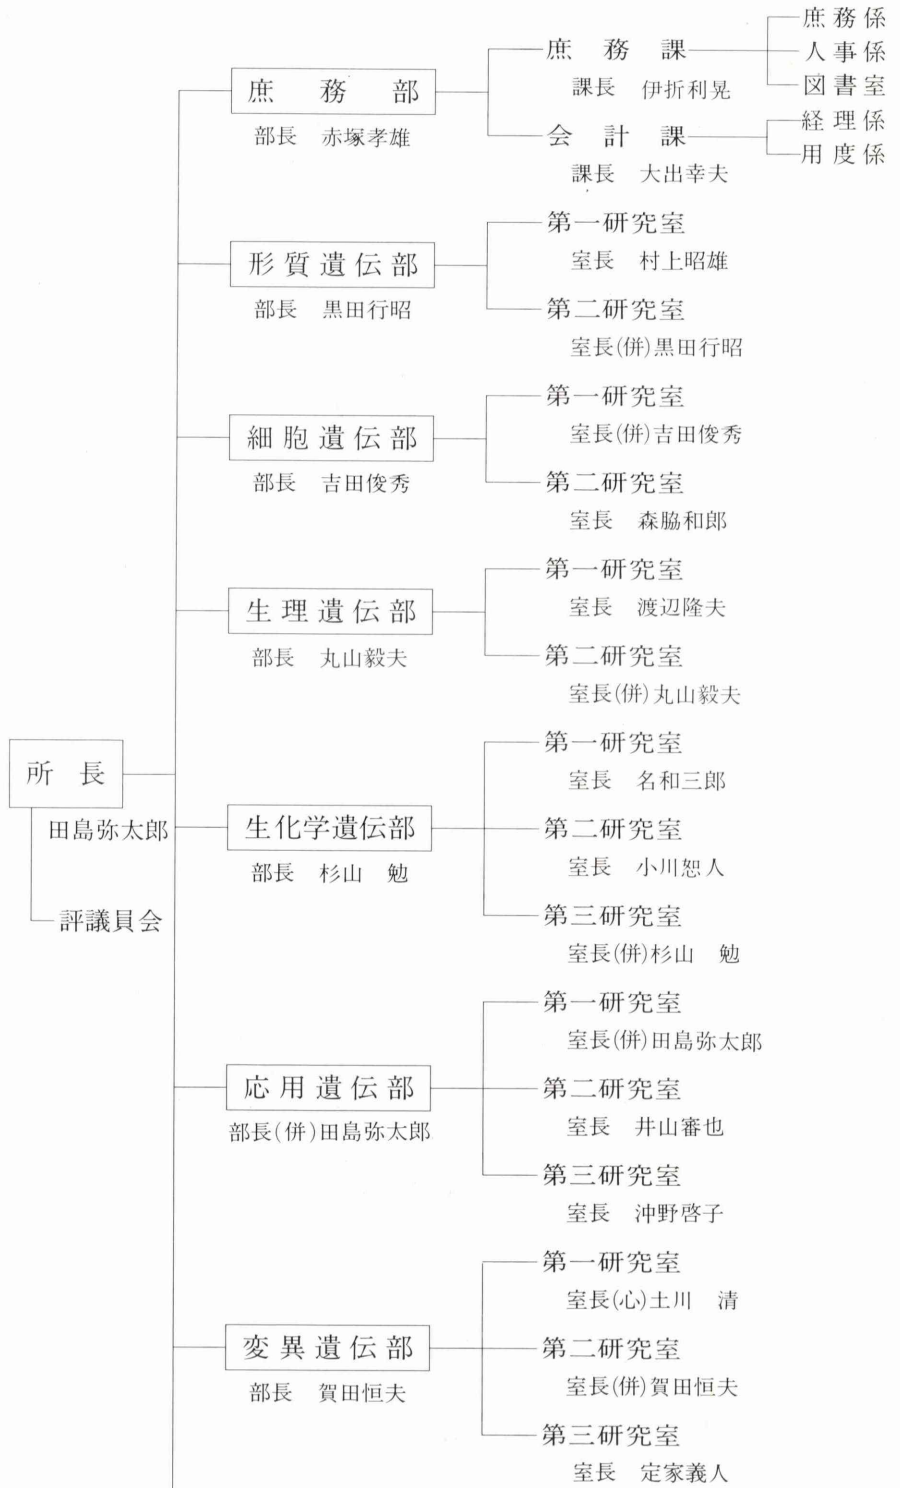 所長
田島弥太郎
評議員会
庶務部
部長 赤塚孝雄
庶務課
課長 伊折利晃
庶務係
人事係
図書室
会計課
課長 大出幸夫
経理係
用度係
形質遺伝部
部長 黒田行昭
第一研究室
室長 村上昭雄
第二研究室
室長(併)黒田行昭
細胞遺伝部
部長 吉田俊秀
第一研究室
室長(併)吉田俊秀
第二研究室
室長 森脇和郎
生理遺伝部
部長 丸山毅夫
第一研究室
室長 渡辺隆夫
第二研究室
室長(併)丸山毅夫
生化学遺伝部
部長 杉山 勉
第一研究室
室長 名和三郎
第二研究室
室長 小川恕人
第三研究室
室長(併)杉山 勉
応用遺伝部
部長(併)田島弥太郎
第一研究室
室長(併)田島弥太郎
第二研究室
室長 井山審也
第三研究室
室長 沖野啓子
変異遺伝部
部長 賀田恒夫
第一研究室
室長(心)土川 清
第二研究室
室長(併)賀田恒夫
第三研究室
室長 定家義人